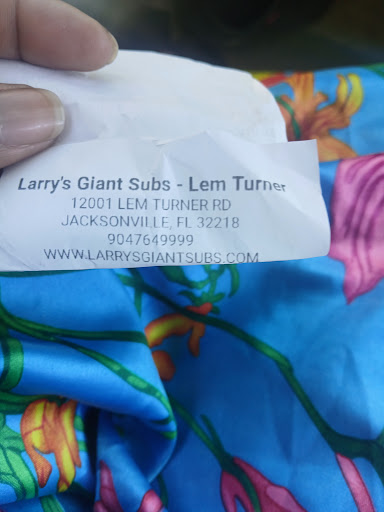 Larry's Giant Subs - Lem Turner
12001 LEM TURNER RD
JACKSONVILLE, FL 32218
9047649999
WWW.LARRYSGIANTSUBS.COM